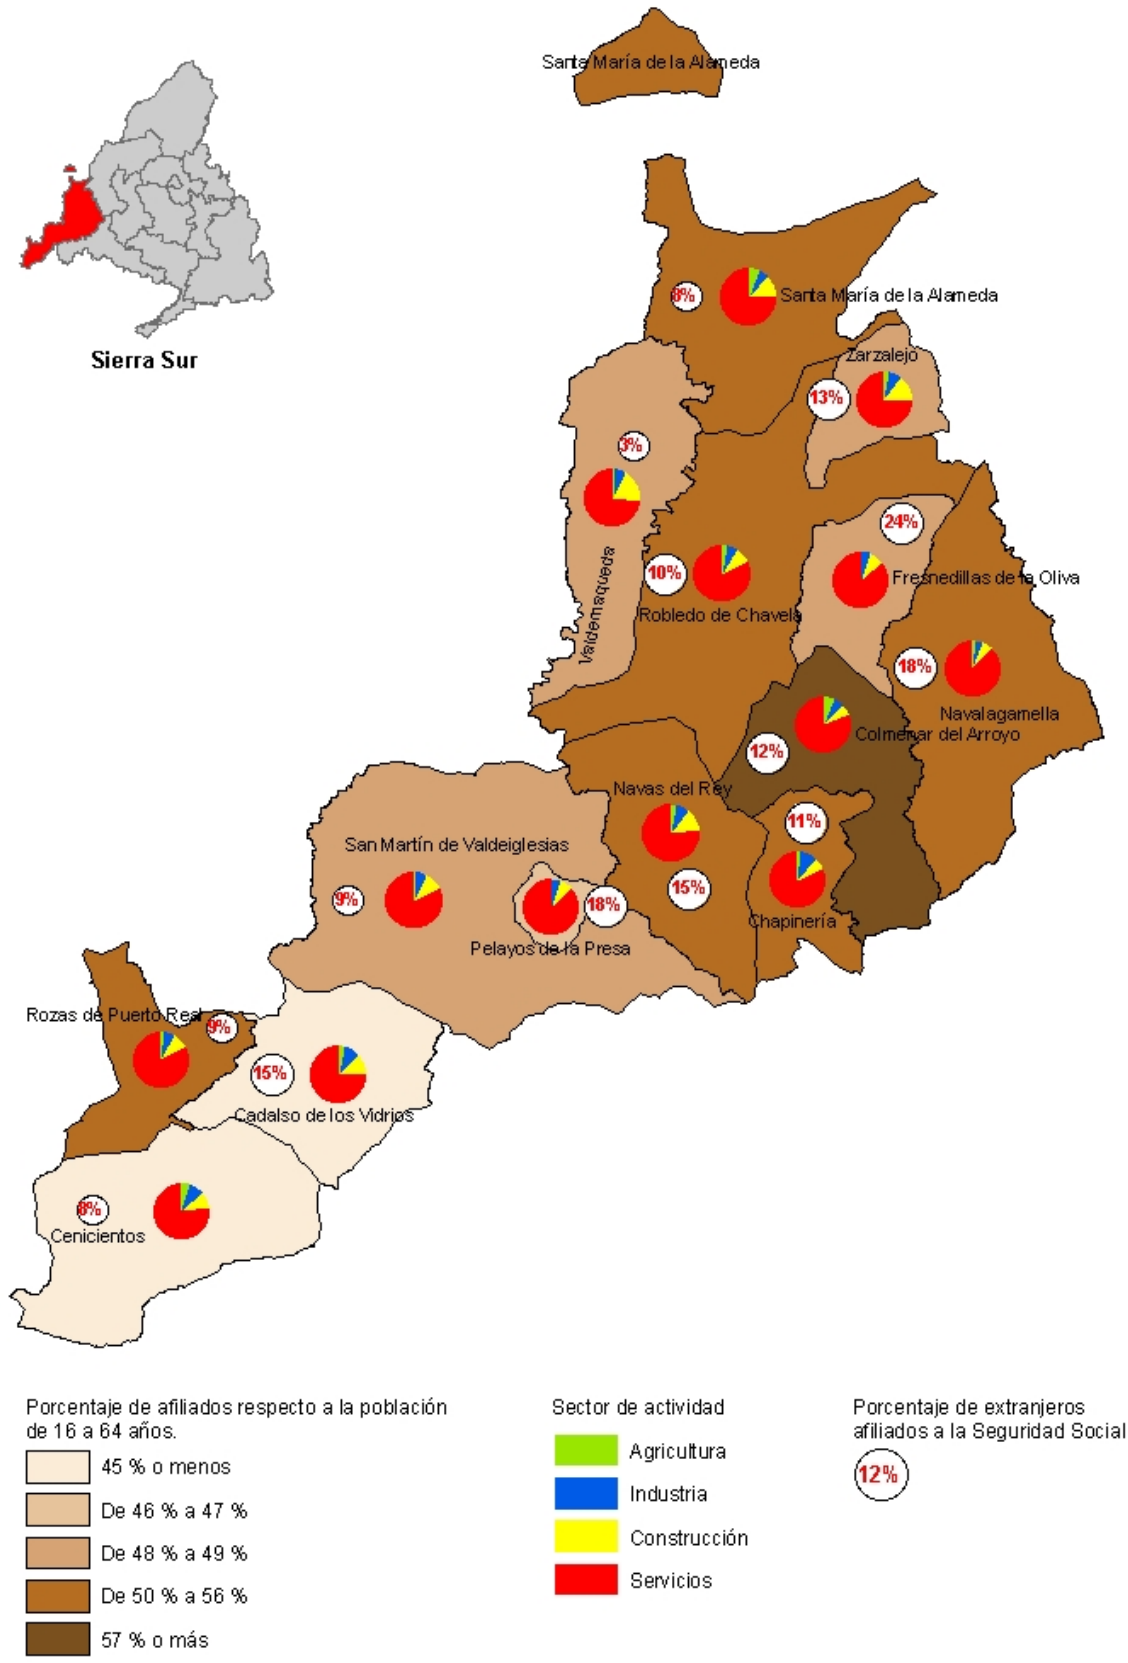 Santa María de la Alameda
Sierra Sur
8%
Santa María de la Alameda
Zarzalejo
13%
3%
24%
10%
Fresnedillas de la Oliva
Robledo de Chavela
Valdemaqueda
18%
Navalagamella
Colmenar del Arroyo
12%
Navas del Rey
11%
San Martín de Valdeiglesias
15%
9%
18%
Chapinería
Pelayos de la Presa
Rozas de Puerto Real
9%
15%
Cadalso de los Vidrios
8%
Cenicientos
Porcentaje de afiliados respecto a la población
de 16 a 64 años.
45 % o menos
De 46 % a 47 %
De 48 % a 49 %
De 50 % a 56 %
57 % o más
Sector de actividad
Agricultura
Industria
Construcción
Servicios
Porcentaje de extranjeros
afiliados a la Seguridad Social
12%